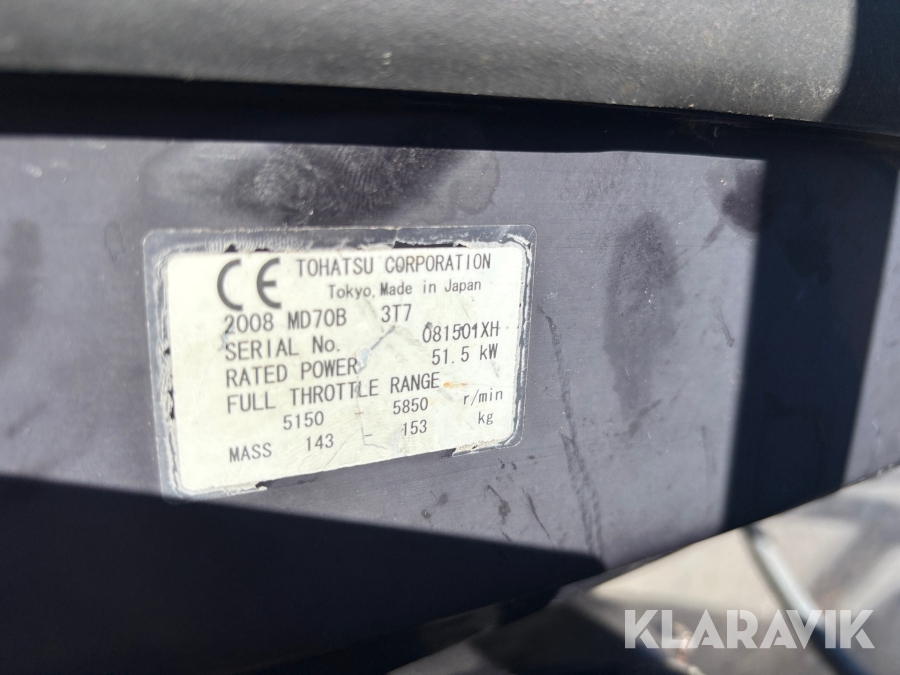 CE TOHATSU CORPORATION
Tokyo, Made in Japan
2008 MD70B 3T7
SERIAL No. 081501XH
RATED POWER 51.5 kW
FULL THROTTLE RANGE
5150 - 5850 r/min
MASS 143 - 153 kg
KLARAVIK